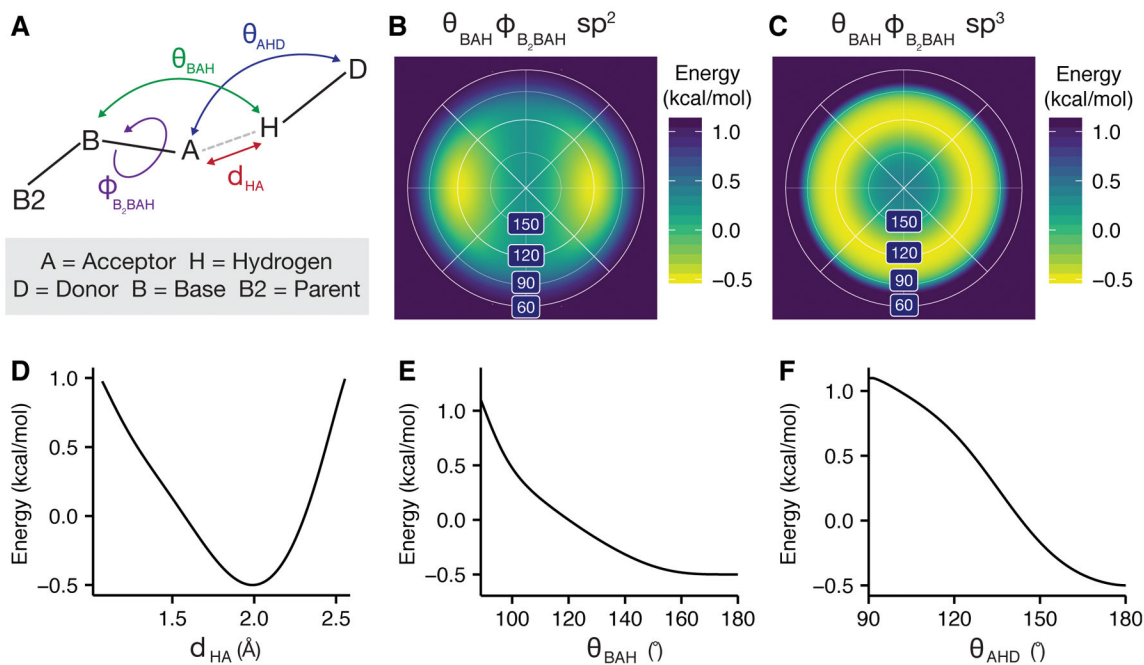 A
θAHD
θBAH
D
H
B
A
dHA
B2
ΦB2BAH
A = Acceptor H = Hydrogen
D = Donor B = Base B2 = Parent
B
θBAH ΦB2BAH sp2
Energy
(kcal/mol)
1.0
0.5
0.0
−0.5
150
120
90
60
C
θBAH ΦB2BAH sp3
Energy
(kcal/mol)
1.0
0.5
0.0
−0.5
150
120
90
60
D
Energy (kcal/mol)
1.0
0.5
0.0
−0.5
1.5 2.0 2.5
dHA (Å)
E
Energy (kcal/mol)
1.0
0.5
0.0
−0.5
100 120 140 160 180
θBAH (°)
F
Energy (kcal/mol)
1.0
0.5
0.0
−0.5
90 120 150 180
θAHD (°)